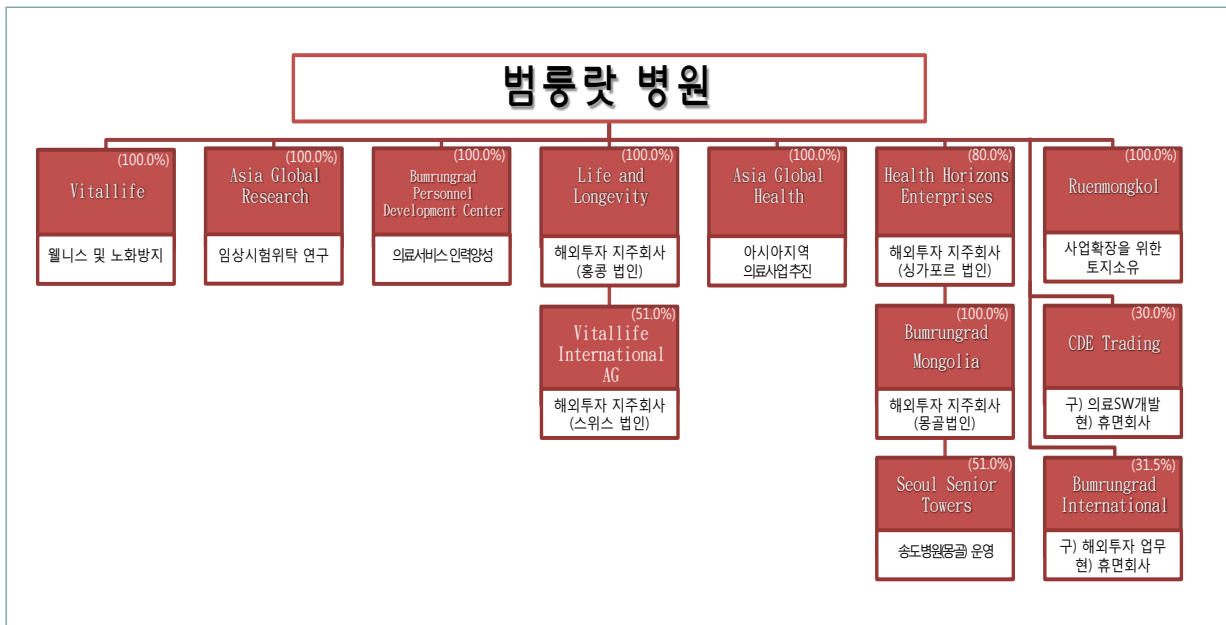 범룽랏 병원
(100.0%)
Vitallife
웰니스 및 노화방지
(100.0%)
Asia Global
Research
임상시험위탁 연구
(100.0%)
Bumrungrad
Personnel
Development Center
의료서비스 인력양성
(100.0%)
Life and
Longevity
해외투자 지주회사
(홍콩 법인)
(100.0%)
Asia Global
Health
아시아지역
의료사업 추진
(80.0%)
Health Horizons
Enterprises
해외투자 지주회사
(싱가포르 법인)
(100.0%)
Ruenmongkol
사업확장을 위한
토지소유
(51.0%)
Vitallife
International
AG
해외투자 지주회사
(스위스 법인)
(100.0%)
Bumrungrad
Mongolia
해외투자 지주회사
(몽골법인)
(30.0%)
CDE Trading
구) 의료SW개발
현) 휴면회사
(51.0%)
Seoul Senior
Towers
송도병원(몽골) 운영
(31.5%)
Bumrungrad
International
구) 해외투자 업무
현) 휴면회사